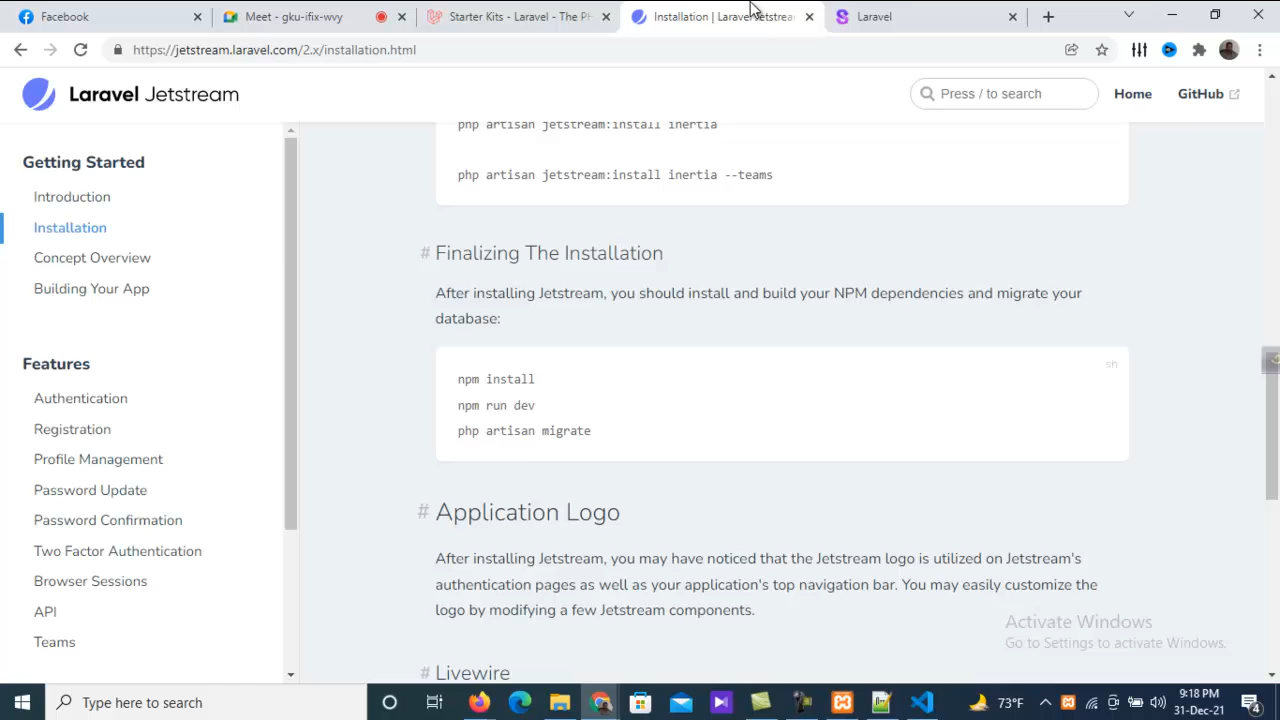 Facebook
Meet - gku-ifix-wvy
Starter Kits - Laravel - The PH
Installation | Laravel Jetstrea
Laravel
https://jetstream.laravel.com/2.x/installation.html
Laravel Jetstream
Press / to search
Home
GitHub
Getting Started
Introduction
Installation
Concept Overview
Building Your App
Features
Authentication
Registration
Profile Management
Password Update
Password Confirmation
Two Factor Authentication
Browser Sessions
API
Teams
php artisan jetstream:install inertia
php artisan jetstream:install inertia --teams
# Finalizing The Installation
After installing Jetstream, you should install and build your NPM dependencies and migrate your
database:
sh
npm install
npm run dev
php artisan migrate
# Application Logo
After installing Jetstream, you may have noticed that the Jetstream logo is utilized on Jetstream's
authentication pages as well as your application's top navigation bar. You may easily customize the
logo by modifying a few Jetstream components.
# Livewire
Activate Windows
Go to Settings to activate Windows.
Type here to search
73°F
9:18 PM
31-Dec-21
4